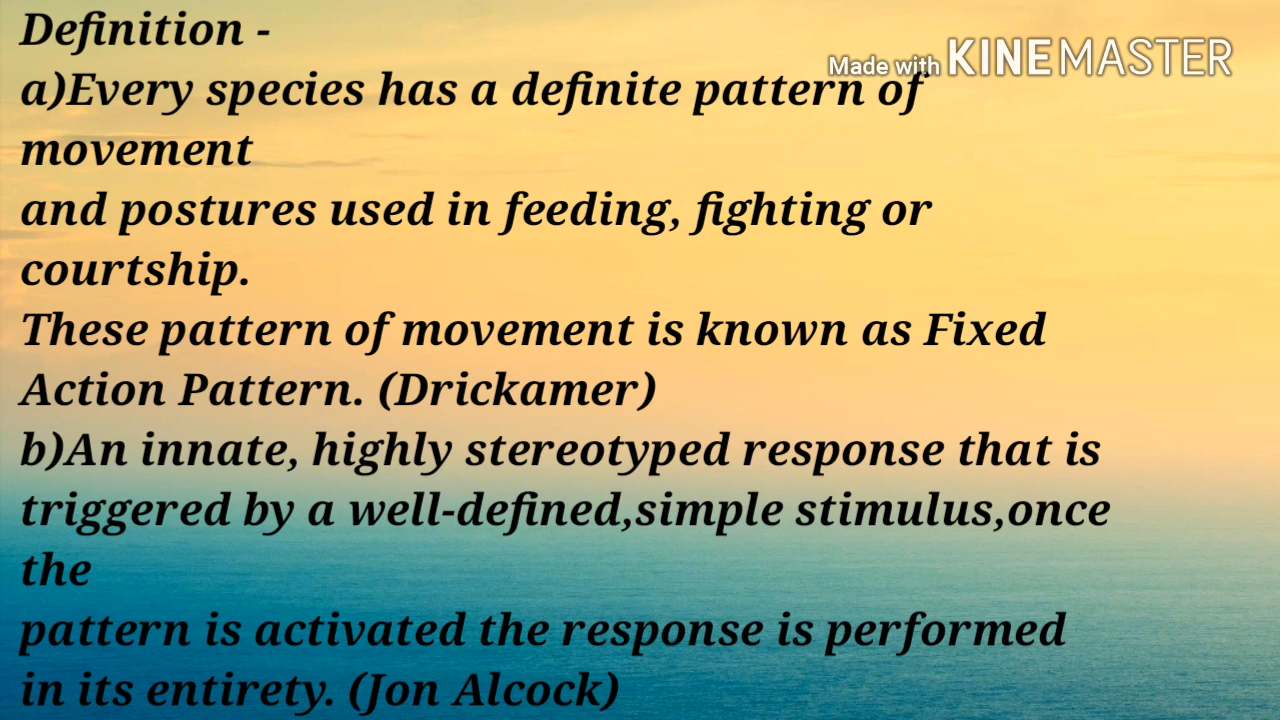 Definition -
Made with KINEMASTER
a)Every species has a definite pattern of
movement
and postures used in feeding, fighting or
courtship.
These pattern of movement is known as Fixed
Action Pattern. (Drickamer)
b)An innate, highly stereotyped response that is
triggered by a well-defined,simple stimulus,once
the
pattern is activated the response is performed
in its entirety. (Jon Alcock)